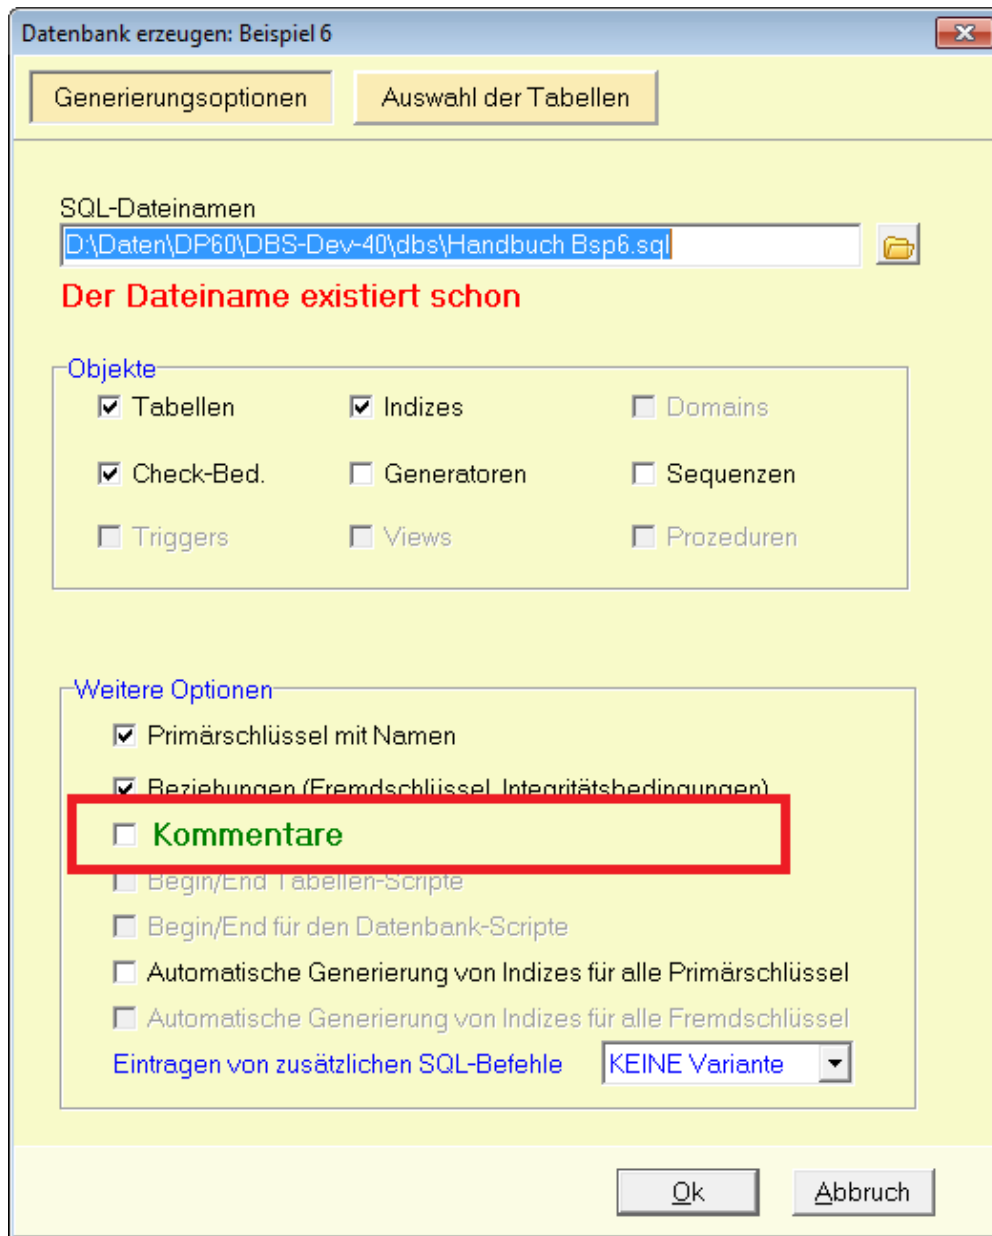 Datenbank erzeugen: Beispiel 6
Generierungsoptionen Auswahl der Tabellen
SQL-Dateinamen
D:\Daten\DP60\DBS-Dev-40\dbs\Handbuch Bsp6.sql
Der Dateiname existiert schon
Objekte
Tabellen Indizes Domains
Check-Bed. Generatoren Sequenzen
Triggers Views Prozeduren
Weitere Optionen
Primärschlüssel mit Namen
Beziehungen (Fremdschlüssel, Integritätsbedingungen)
Kommentare
Begin/End Tabellen-Scripte
Begin/End für den Datenbank-Scripte
Automatische Generierung von Indizes für alle Primärschlüssel
Automatische Generierung von Indizes für alle Fremdschlüssel
Eintragen von zusätzlichen SQL-Befehle KEINE Variante
Ok Abbruch